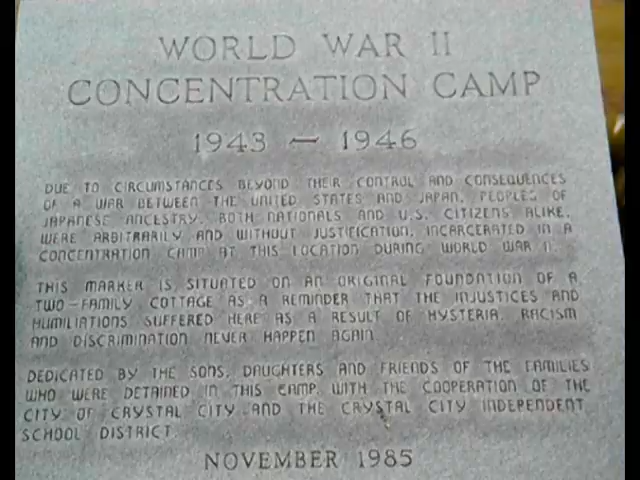 WORLD WAR II
CONCENTRATION CAMP
1943 — 1946
DUE TO CIRCUMSTANCES BEYOND THEIR CONTROL AND CONSEQUENCES
OF A WAR BETWEEN THE UNITED STATES AND JAPAN, PEOPLES OF
JAPANESE ANCESTRY, BOTH NATIONALS AND U.S. CITIZENS ALIKE,
WERE ARBITRARILY AND WITHOUT JUSTIFICATION, INCARCERATED IN A
CONCENTRATION CAMP AT THIS LOCATION DURING WORLD WAR II.
THIS MARKER IS SITUATED ON AN ORIGINAL FOUNDATION OF A
TWO-FAMILY COTTAGE AS A REMINDER THAT THE INJUSTICES AND
HUMILIATIONS SUFFERED HERE AS A RESULT OF HYSTERIA, RACISM
AND DISCRIMINATION NEVER HAPPEN AGAIN.
DEDICATED BY THE SONS, DAUGHTERS AND FRIENDS OF THE FAMILIES
WHO WERE DETAINED IN THIS CAMP, WITH THE COOPERATION OF THE
CITY OF CRYSTAL CITY AND THE CRYSTAL CITY INDEPENDENT
SCHOOL DISTRICT.
NOVEMBER 1985